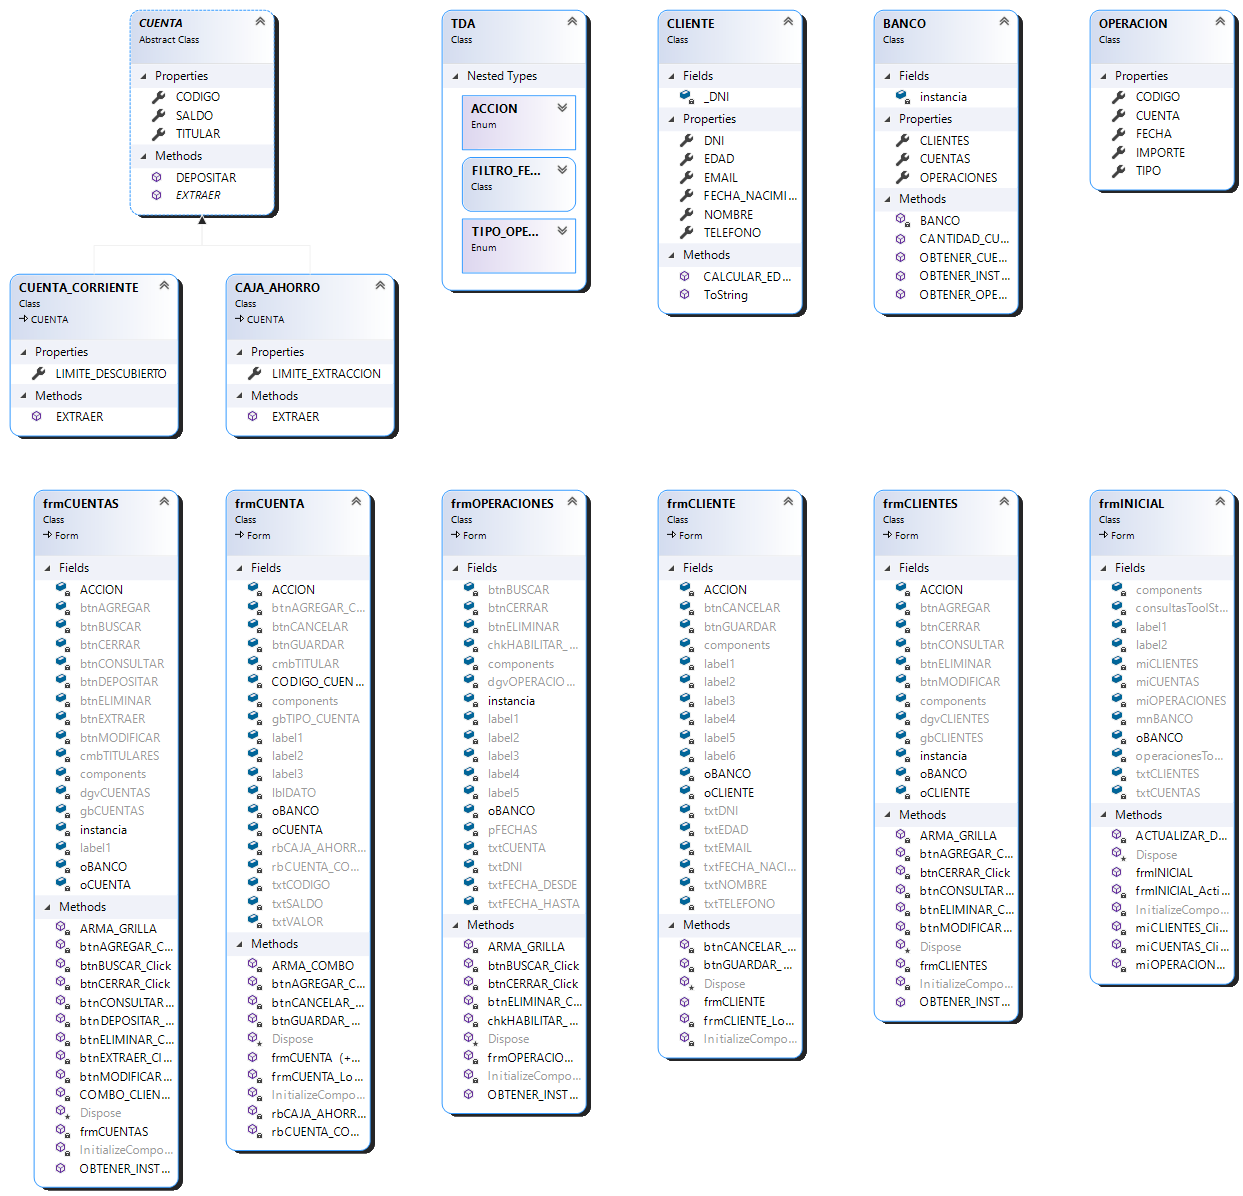 CUENTA
Abstract Class
Properties
CODIGO
SALDO
TITULAR
Methods
DEPOSITAR
EXTRAER
TDA
Class
Nested Types
ACCION
Enum
FILTRO_FE...
Class
TIPO_OPE...
Enum
CLIENTE
Class
Fields
_DNI
Properties
DNI
EDAD
EMAIL
FECHA_NACIMI...
NOMBRE
TELEFONO
Methods
CALCULAR_ED...
ToString
BANCO
Class
Fields
instancia
Properties
CLIENTES
CUENTAS
OPERACIONES
Methods
BANCO
CANTIDAD_CU...
OBTENER_CUE...
OBTENER_INST...
OBTENER_OPE...
OPERACION
Class
Properties
CODIGO
CUENTA
FECHA
IMPORTE
TIPO
CUENTA_CORRIENTE
Class
CUENTA
Properties
LIMITE_DESCUBIERTO
Methods
EXTRAER
CAJA_AHORRO
Class
CUENTA
Properties
LIMITE_EXTRACCION
Methods
EXTRAER
frmCUENTAS
Class
Form
Fields
ACCION
btnAGREGAR
btnBUSCAR
btnCERRAR
btnCONSULTAR
btnDEPOSITAR
btnELIMINAR
btnEXTRAER
btnMODIFICAR
cmbTITULARES
components
dgvCUENTAS
gbCUENTAS
instancia
label1
oBANCO
oCUENTA
Methods
ARMA_GRILLA
btnAGREGAR_C...
btnBUSCAR_Click
btnCERRAR_Click
btnCONSULTAR...
btnDEPOSITAR_...
btnELIMINAR_C...
btnEXTRAER_Cl...
btnMODIFICAR...
COMBO_CLIEN...
Dispose
frmCUENTAS
InitializeCompo...
OBTENER_INST...
frmCUENTA
Class
Form
Fields
ACCION
btnAGREGAR_C...
btnCANCELAR
btnGUARDAR
cmbTITULAR
CODIGO_CUEN...
components
gbTIPO_CUENTA
label1
label2
label3
lblDATO
oBANCO
oCUENTA
rbCAJA_AHORR...
rbCUENTA_CO...
txtCODIGO
txtSALDO
txtVALOR
Methods
ARMA_COMBO
btnAGREGAR_C...
btnCANCELAR_...
btnGUARDAR_...
Dispose
frmCUENTA (+...
frmCUENTA_Lo...
InitializeCompo...
rbCAJA_AHORR...
rbCUENTA_CO...
frmOPERACIONES
Class
Form
Fields
btnBUSCAR
btnCERRAR
btnELIMINAR
chkHABILITAR_...
components
dgvOPERACIO...
instancia
label1
label2
label3
label4
label5
oBANCO
pFECHAS
txtCUENTA
txtDNI
txtFECHA_DESDE
txtFECHA_HASTA
Methods
ARMA_GRILLA
btnBUSCAR_Click
btnCERRAR_Click
btnELIMINAR_C...
chkHABILITAR_...
Dispose
frmOPERACIO...
InitializeCompo...
OBTENER_INST...
frmCLIENTE
Class
Form
Fields
ACCION
btnCANCELAR
btnGUARDAR
components
label1
label2
label3
label4
label5
label6
oBANCO
oCLIENTE
txtDNI
txtEDAD
txtEMAIL
txtFECHA_NACI...
txtNOMBRE
txtTELEFONO
Methods
btnCANCELAR_...
btnGUARDAR_...
Dispose
frmCLIENTE
frmCLIENTE_Lo...
InitializeCompo...
frmCLIENTES
Class
Form
Fields
ACCION
btnAGREGAR
btnCERRAR
btnCONSULTAR
btnELIMINAR
btnMODIFICAR
components
dgvCLIENTES
gbCLIENTES
instancia
oBANCO
oCLIENTE
Methods
ARMA_GRILLA
btnAGREGAR_C...
btnCERRAR_Click
btnCONSULTAR...
btnELIMINAR_C...
btnMODIFICAR...
Dispose
frmCLIENTES
InitializeCompo...
OBTENER_INST...
frmINICIAL
Class
Form
Fields
components
consultasToolSt...
label1
label2
miCLIENTES
miCUENTAS
miOPERACIONES
mnBANCO
oBANCO
operacionesTo...
txtCLIENTES
txtCUENTAS
Methods
ACTUALIZAR_D...
Dispose
frmINICIAL
frmINICIAL_Acti...
InitializeCompo...
miCLIENTES_Cli...
miCUENTAS_Cli...
miOPERACION...